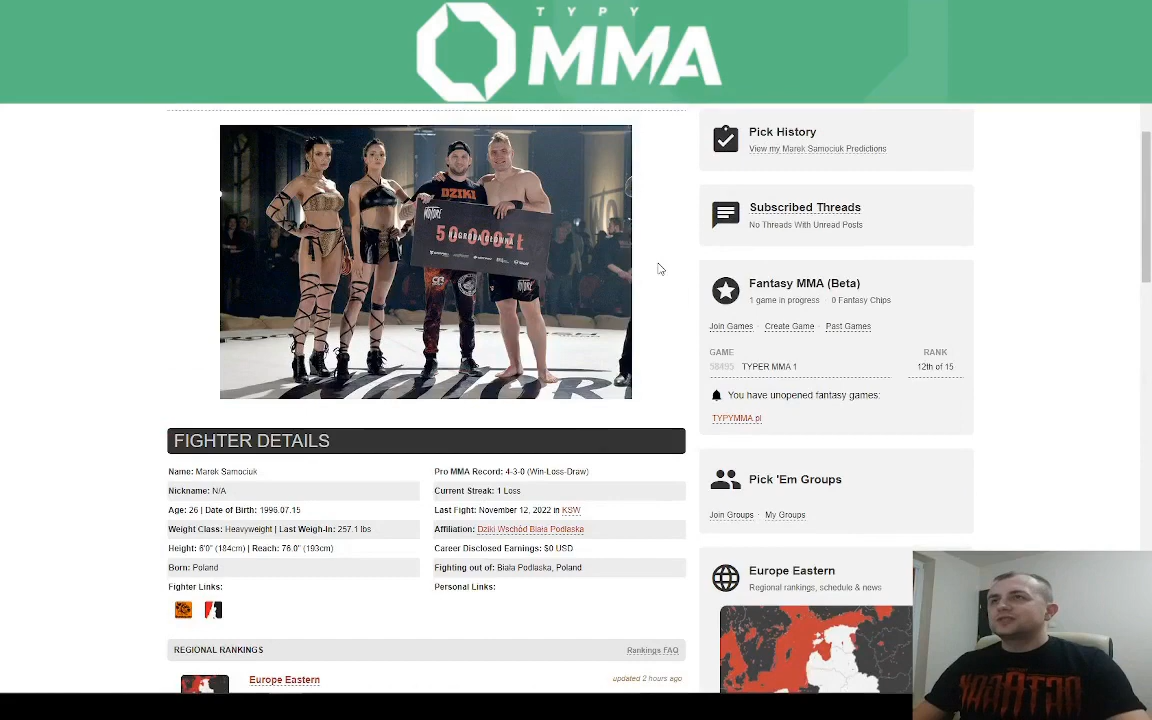 TYPY
MMA
Pick History
View my Marek Samociuk Predictions
Subscribed Threads
No Threads With Unread Posts
DZIKI
MOTORE
50 000ZŁ
NAGRODA GŁÓWNA
Fantasy MMA (Beta)
1 game in progress · 0 Fantasy Chips
Join Games · Create Game · Past Games
GAME RANK
58495 TYPER MMA 1 12th of 15
You have unopened fantasy games:
TYPYMMA.pl
FIGHTER DETAILS
Name: Marek Samociuk Pro MMA Record: 4-3-0 (Win-Loss-Draw)
Nickname: N/A Current Streak: 1 Loss
Age: 26 | Date of Birth: 1996.07.15 Last Fight: November 12, 2022 in KSW
Weight Class: Heavyweight | Last Weigh-In: 257.1 lbs Affiliation: Dziki Wschód Biała Podlaska
Height: 6'0" (184cm) | Reach: 76.0" (193cm) Career Disclosed Earnings: $0 USD
Born: Poland Fighting out of: Biała Podlaska, Poland
Fighter Links: Personal Links:
Pick 'Em Groups
Join Groups · My Groups
Europe Eastern
Regional rankings, schedule & news
REGIONAL RANKINGS Rankings FAQ
Europe Eastern updated 2 hours ago